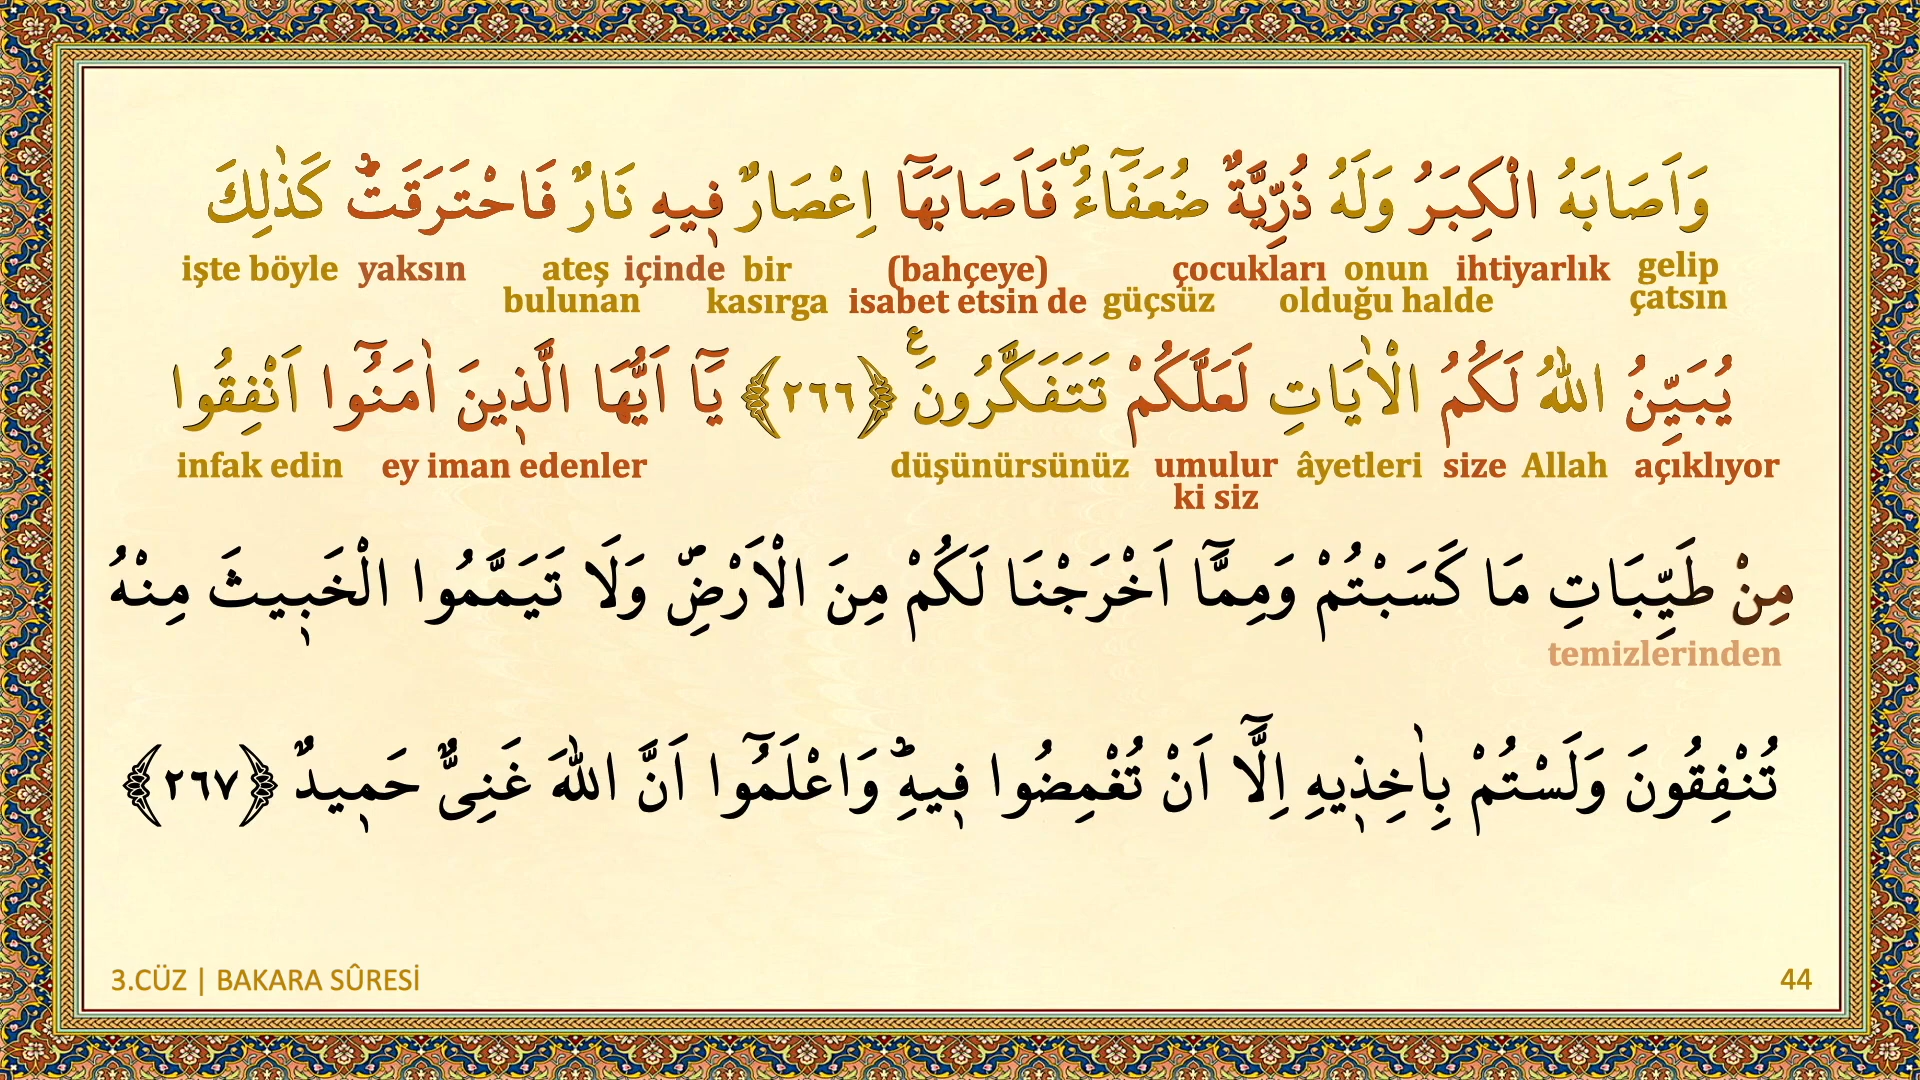 وَاَصَابَهُ الْكِبَرُ وَلَهُ ذُرِّيَّةٌ ضُعَفَٓاءُۖ فَاَصَابَهَٓا اِعْصَارٌ ف۪يهِ نَارٌ فَاحْتَرَقَتْۜ كَذٰلِكَ
işte böyle yaksın ateş içinde bir (bahçeye) çocukları onun ihtiyarlık gelip
bulunan kasırga isabet etsin de güçsüz olduğu halde çatsın
يُبَيِّنُ اللّٰهُ لَكُمُ الْاٰيَاتِ لَعَلَّكُمْ تَتَفَكَّرُونَ۟ ﴿٢٦٦﴾ يَٓا اَيُّهَا الَّذ۪ينَ اٰمَنُٓوا اَنْفِقُوا
infak edin ey iman edenler düşünürsünüz umulur âyetleri size Allah açıklıyor
ki siz
مِنْ طَيِّبَاتِ مَا كَسَبْتُمْ وَمِمَّٓا اَخْرَجْنَا لَكُمْ مِنَ الْاَرْضِۖ وَلَا تَيَمَّمُوا الْخَب۪يثَ مِنْهُ
temizlerinden
تُنْفِقُونَ وَلَسْتُمْ بِاٰخِذ۪يهِ اِلَّٓا اَنْ تُغْمِضُوا ف۪يهِۜ وَاعْلَمُٓوا اَنَّ اللّٰهَ غَنِيٌّ حَم۪يدٌ ﴿٢٦٧﴾
3.CÜZ | BAKARA SÛRESİ 44